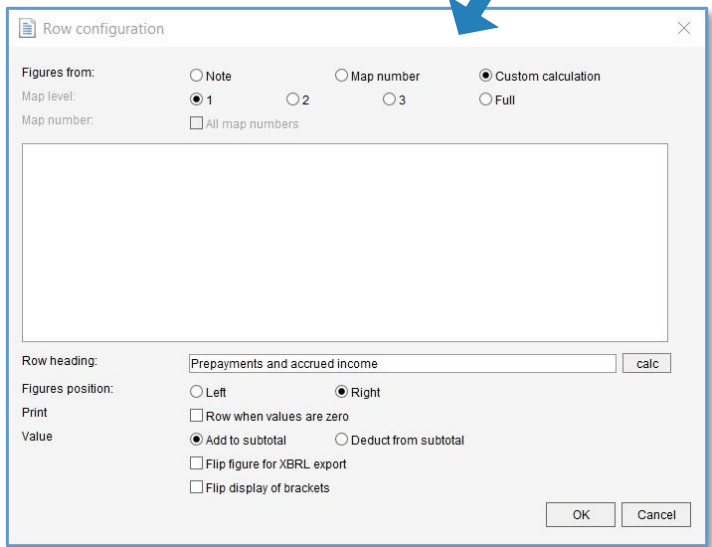 Row configuration
Figures from: Note Map number Custom calculation
Map level: 1 2 3 Full
Map number: All map numbers
Row heading: Prepayments and accrued income calc
Figures position: Left Right
Print Row when values are zero
Value Add to subtotal Deduct from subtotal
Flip figure for XBRL export
Flip display of brackets
OK Cancel